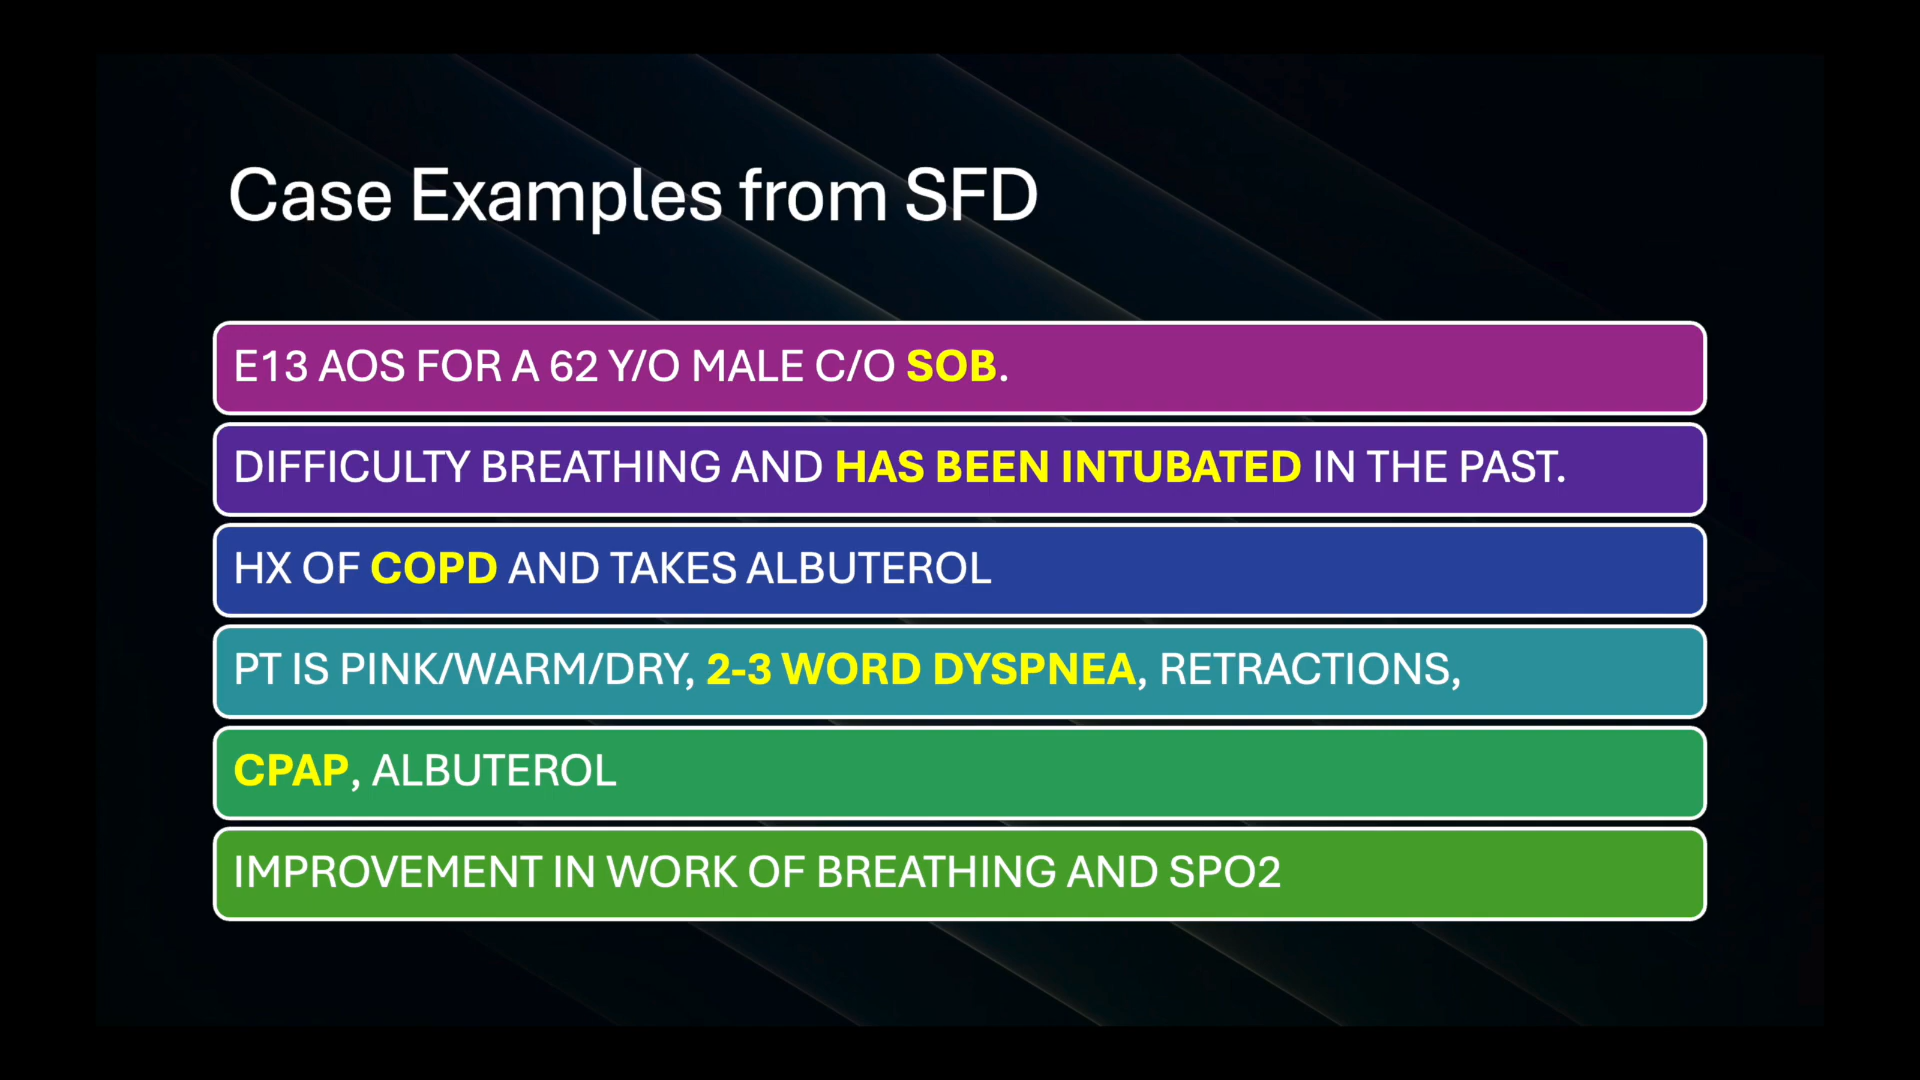 Case Examples from SFD
E13 AOS FOR A 62 Y/O MALE C/O SOB.
DIFFICULTY BREATHING AND HAS BEEN INTUBATED IN THE PAST.
HX OF COPD AND TAKES ALBUTEROL
PT IS PINK/WARM/DRY, 2-3 WORD DYSPNEA, RETRACTIONS,
CPAP, ALBUTEROL
IMPROVEMENT IN WORK OF BREATHING AND SPO2